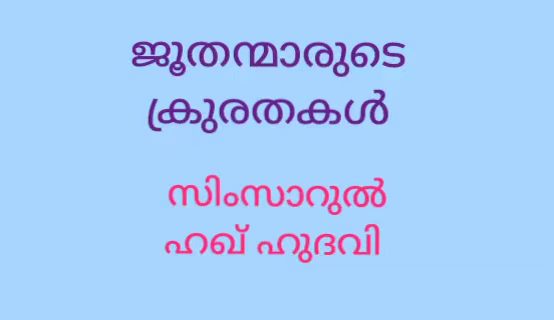 ജൂതന്മാരുടെ
ക്രുരതകൾ
സിംസാറുൽ
ഹഖ് ഹുദവി